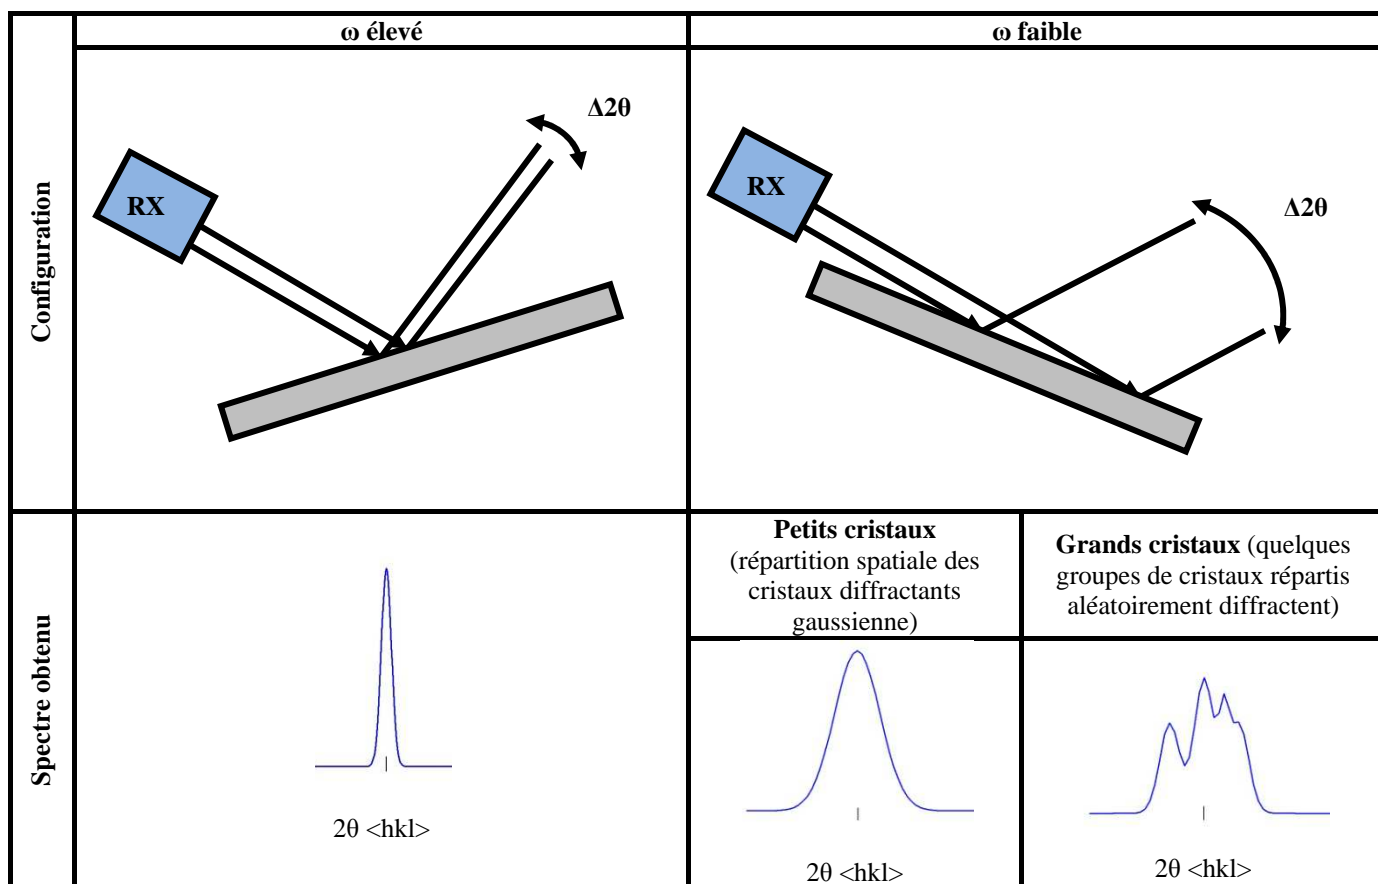 ω élevé
ω faible
Configuration
RX
Δ2θ
RX
Δ2θ
Spectre obtenu
2θ <hkl>
Petits cristaux
(répartition spatiale des
cristaux diffractants
gaussienne)
2θ <hkl>
Grands cristaux (quelques
groupes de cristaux répartis
aléatoirement diffractent)
2θ <hkl>